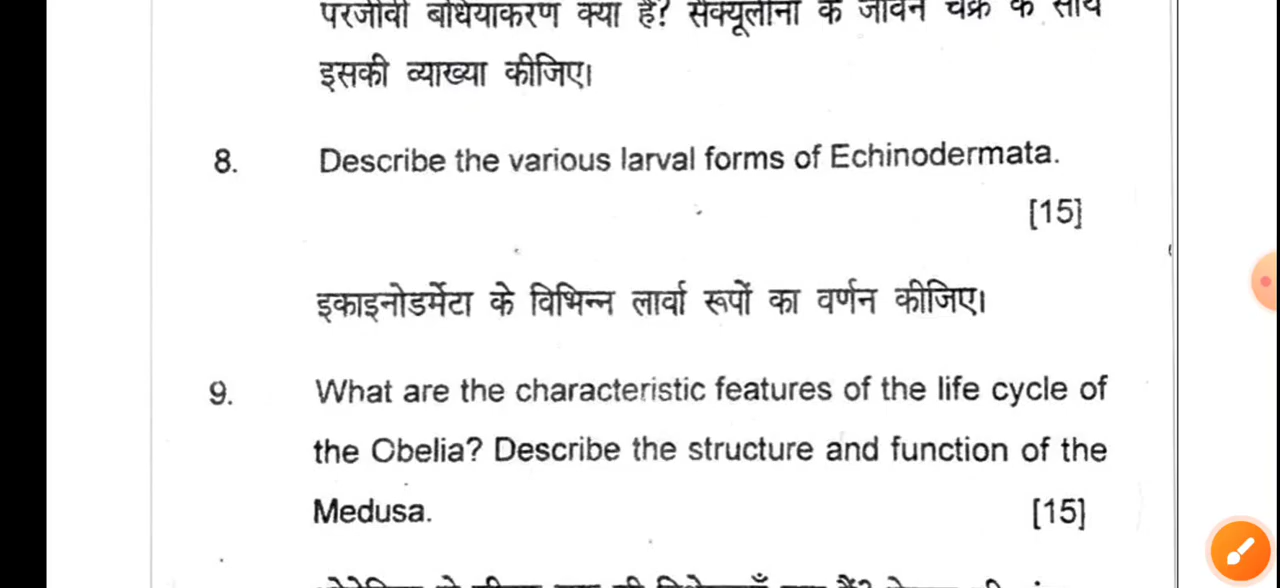 परजीवी बंधियाकरण क्या है? सैक्यूलीना के जीवन चक्र के साथ
इसकी व्याख्या कीजिए।
8. Describe the various larval forms of Echinodermata.
[15]
इकाइनोडर्मेटा के विभिन्न लार्वा रूपों का वर्णन कीजिए।
9. What are the characteristic features of the life cycle of
the Obelia? Describe the structure and function of the
Medusa. [15]